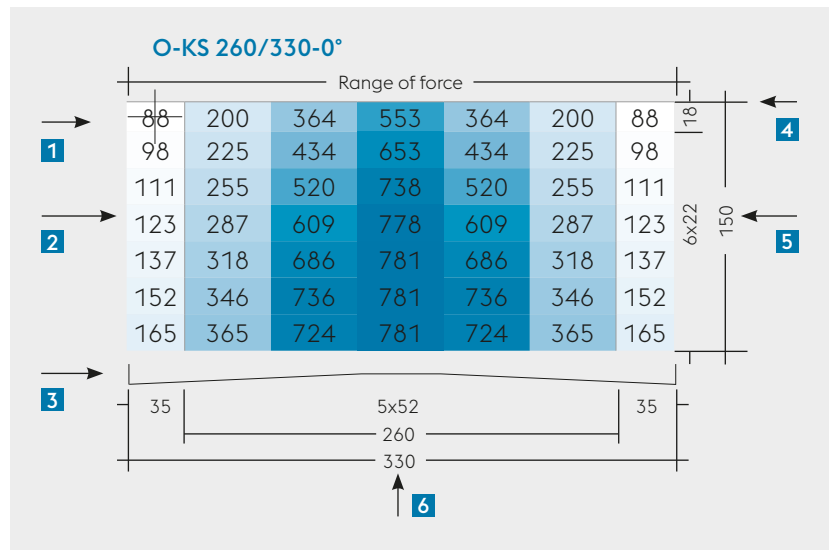 O-KS 260/330-0°
Range of force
88 200 364 553 364 200 88
18
4
1
98 225 434 653 434 225 98
111 255 520 738 520 255 111
123 287 609 778 609 287 123
6x22
150
2
5
137 318 686 781 686 318 137
152 346 736 781 736 346 152
165 365 724 781 724 365 165
3
35 5x52 35
260
330
6